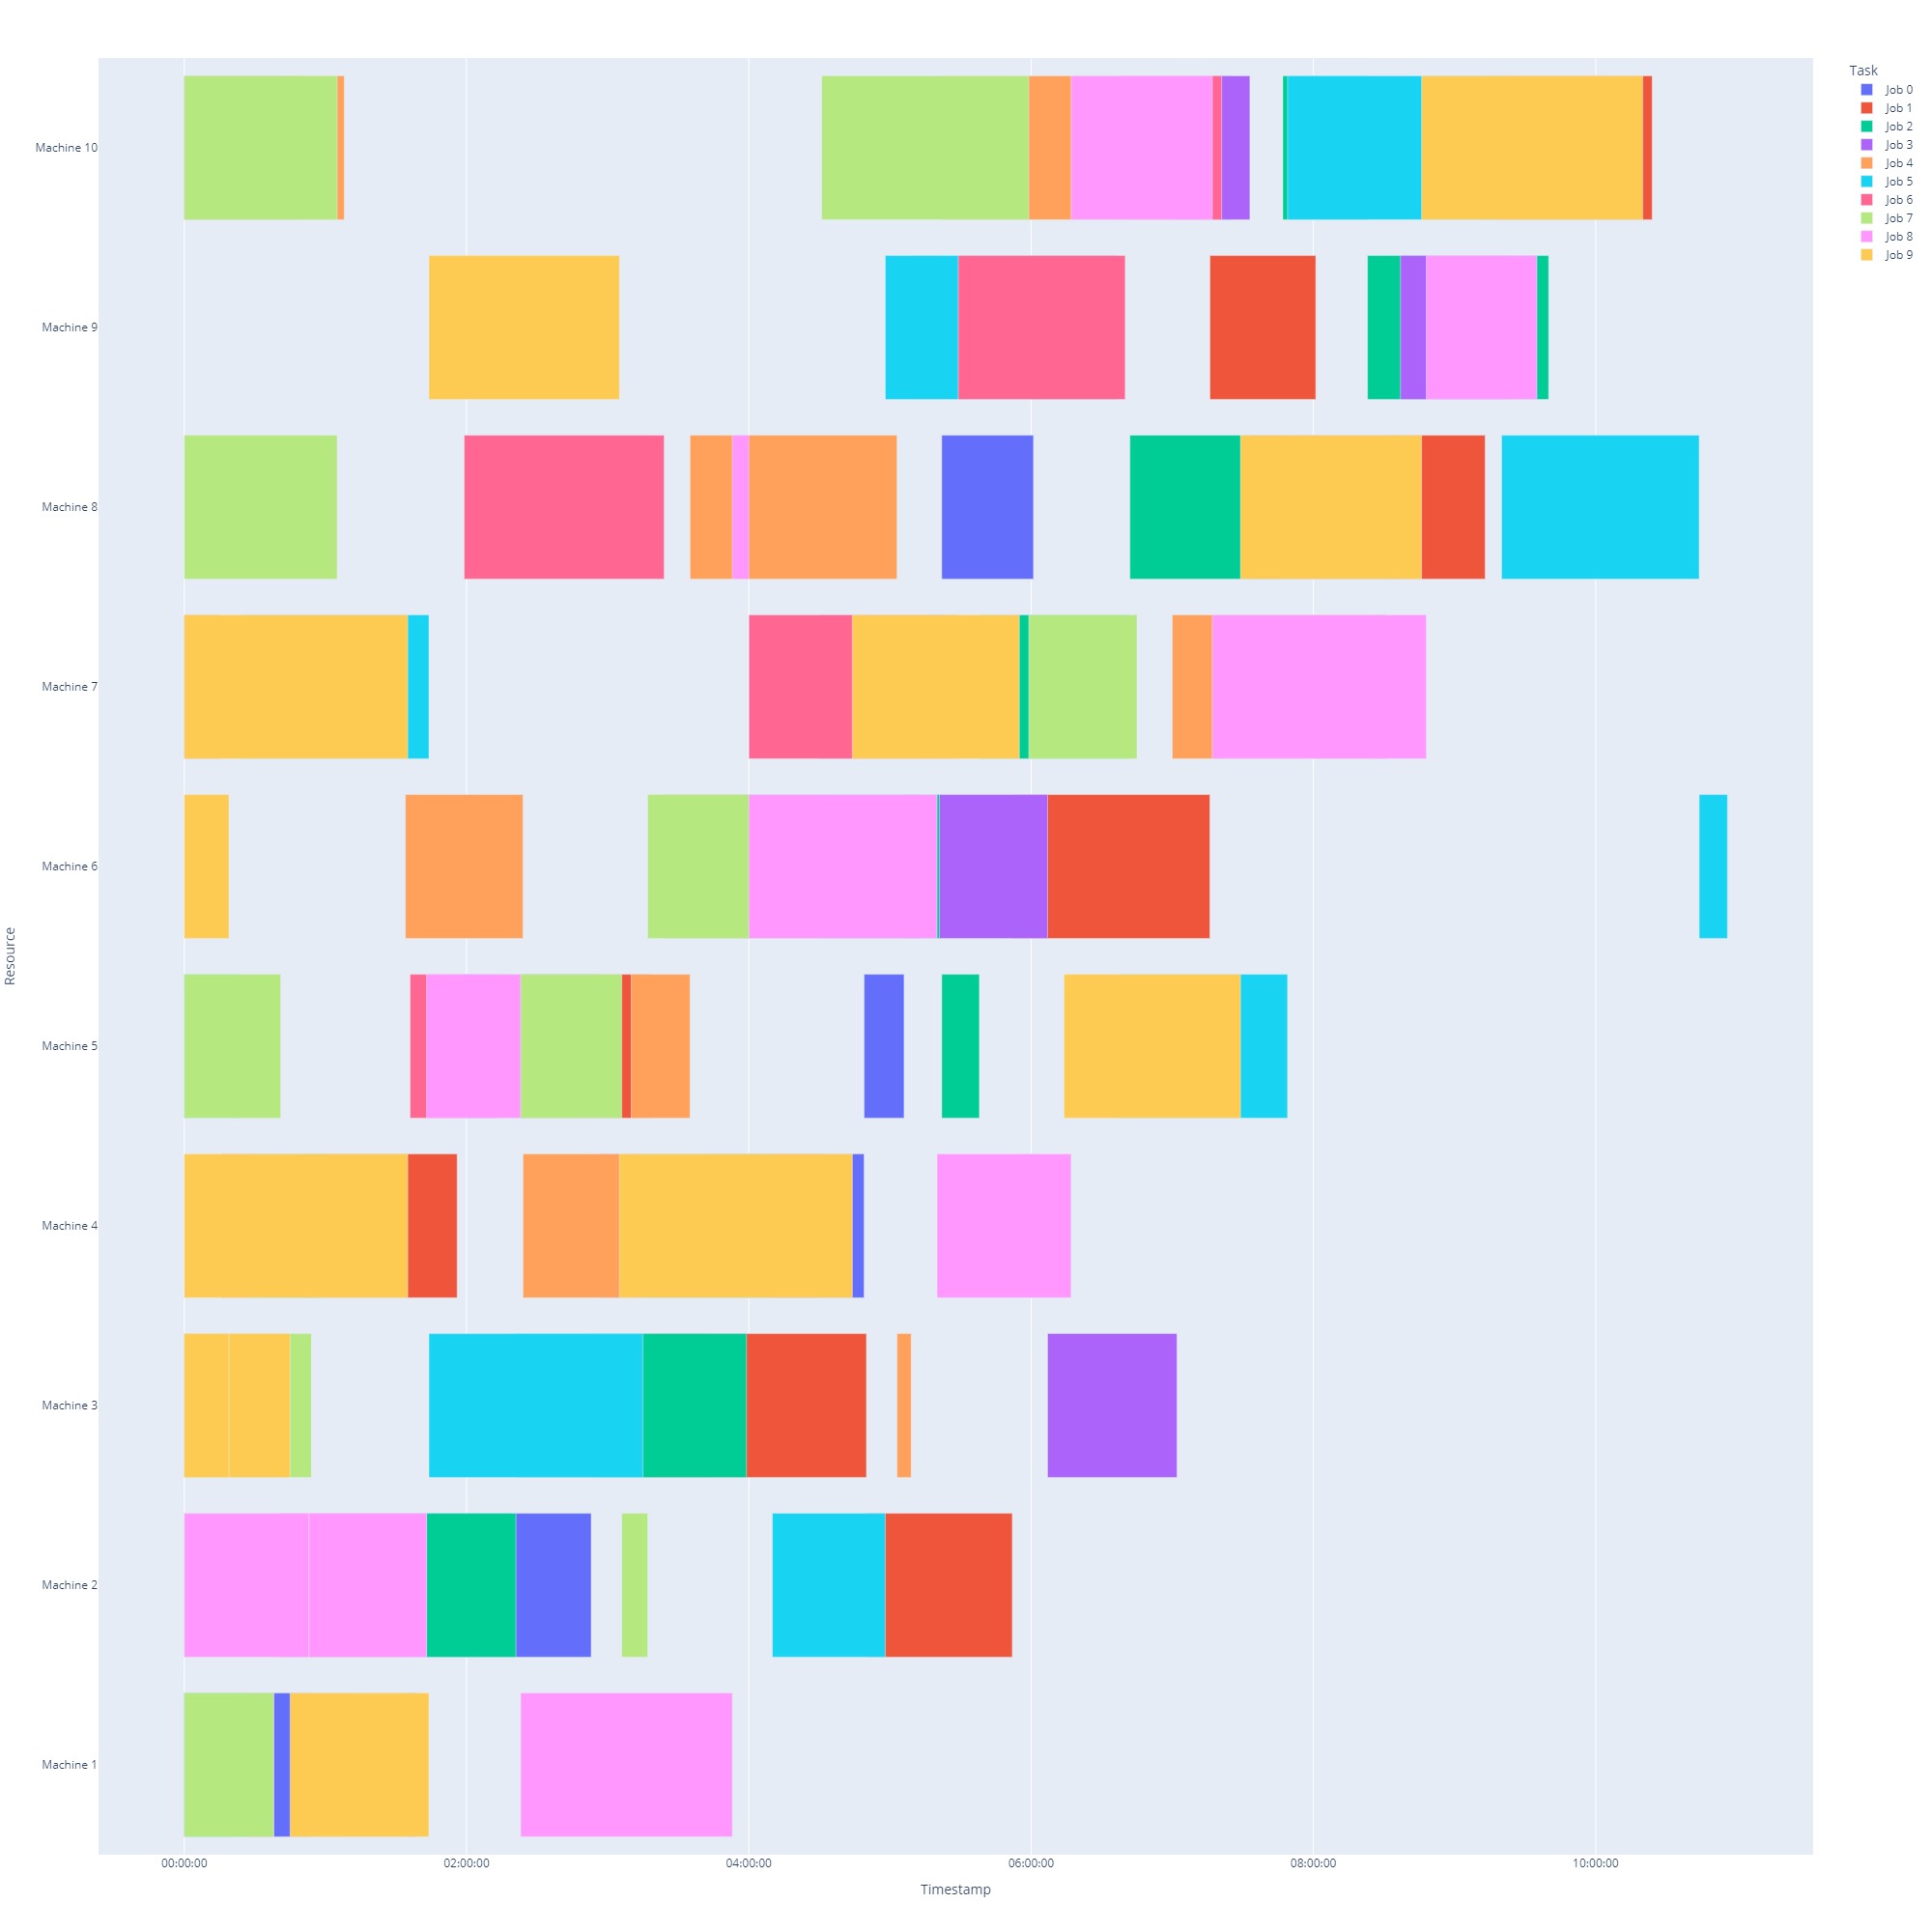 Task
Job 0
Job 1
Job 2
Job 3
Job 4
Job 5
Job 6
Job 7
Job 8
Job 9
Machine 10
Machine 9
Machine 8
Machine 7
Machine 6
Machine 5
Machine 4
Machine 3
Machine 2
Machine 1
Resource
00:00:00
02:00:00
04:00:00
06:00:00
08:00:00
10:00:00
Timestamp